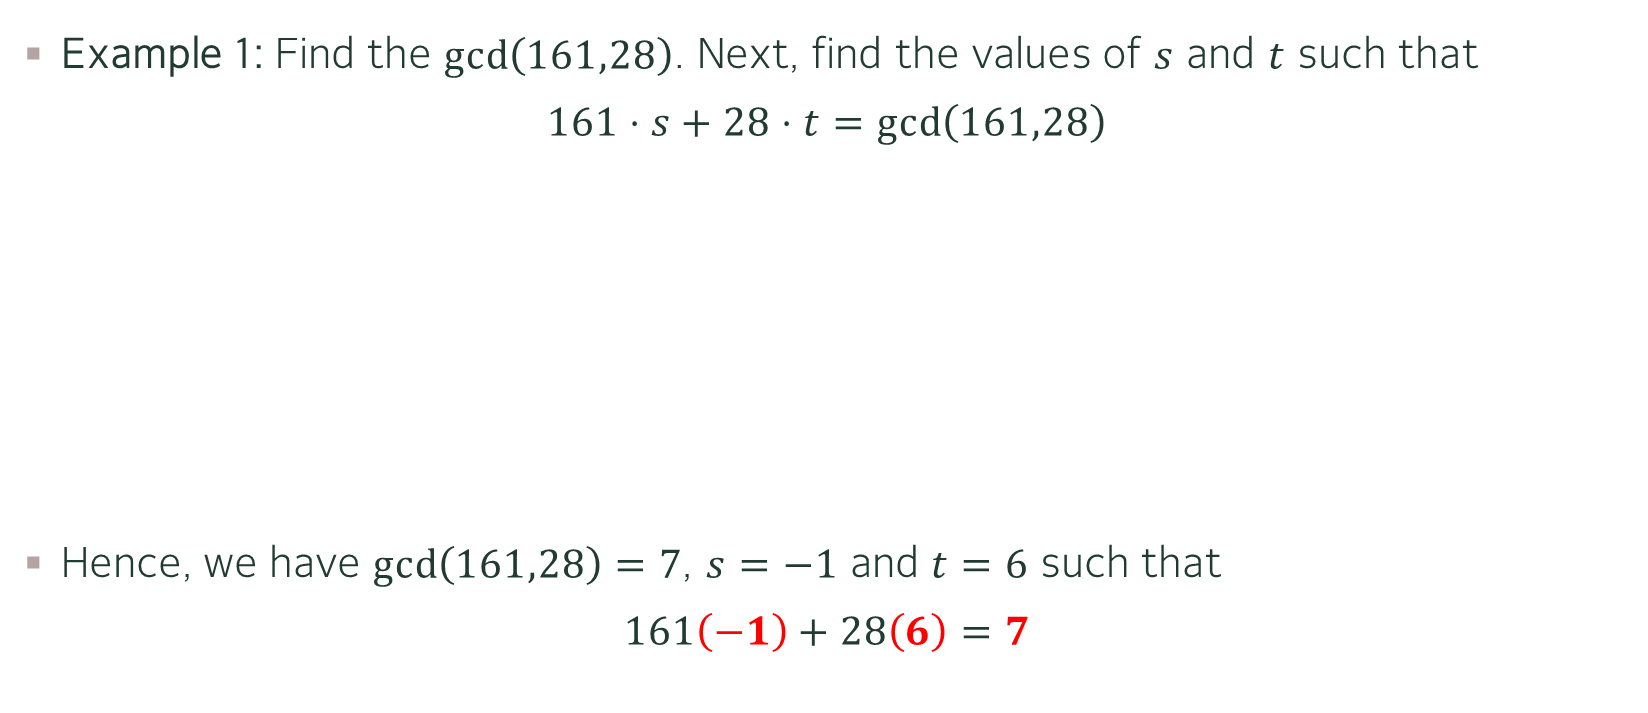 ▪ Example 1: Find the gcd(161,28). Next, find the values of s and t such that
161 · s + 28 · t = gcd(161,28)
▪ Hence, we have gcd(161,28) = 7, s = −1 and t = 6 such that
161(−1) + 28(6) = 7